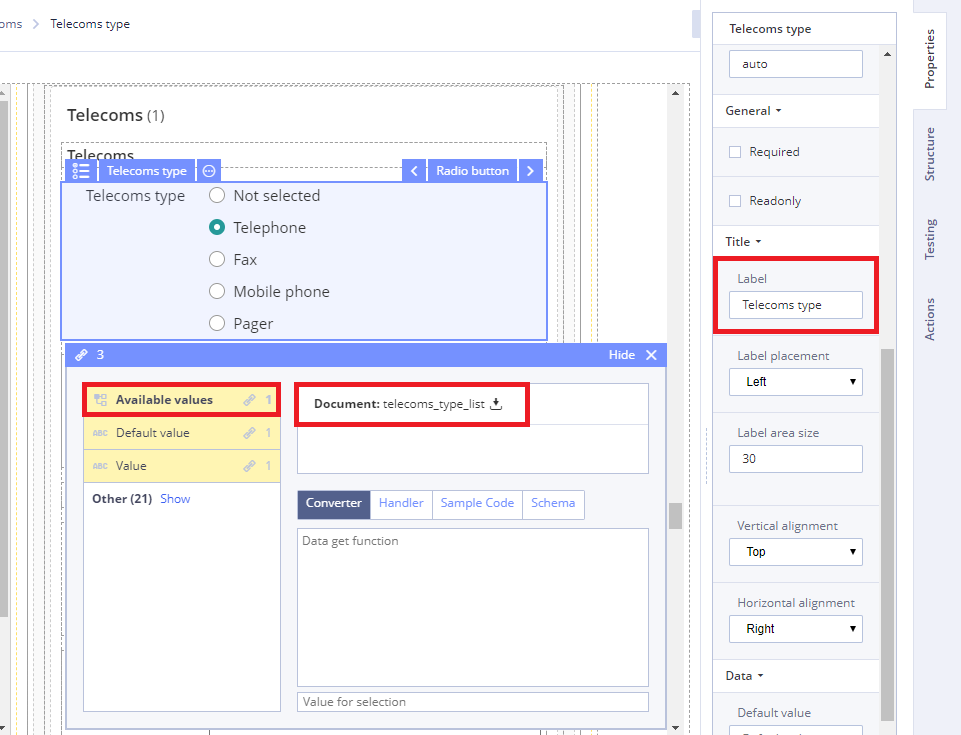 oms > Telecoms type
Telecoms (1)
Telecoms
Telecoms type
Radio button
Telecoms type
Not selected
Telephone
Fax
Mobile phone
Pager
3
Hide
Available values 1
ABC Default value 1
ABC Value 1
Other (21) Show
Document: telecoms_type_list
Converter Handler Sample Code Schema
Data get function
Value for selection
Telecoms type
auto
General
Required
Readonly
Title
Label
Telecoms type
Label placement
Left
Label area size
30
Vertical alignment
Top
Horizontal alignment
Right
Data
Default value
Properties
Structure
Testing
Actions